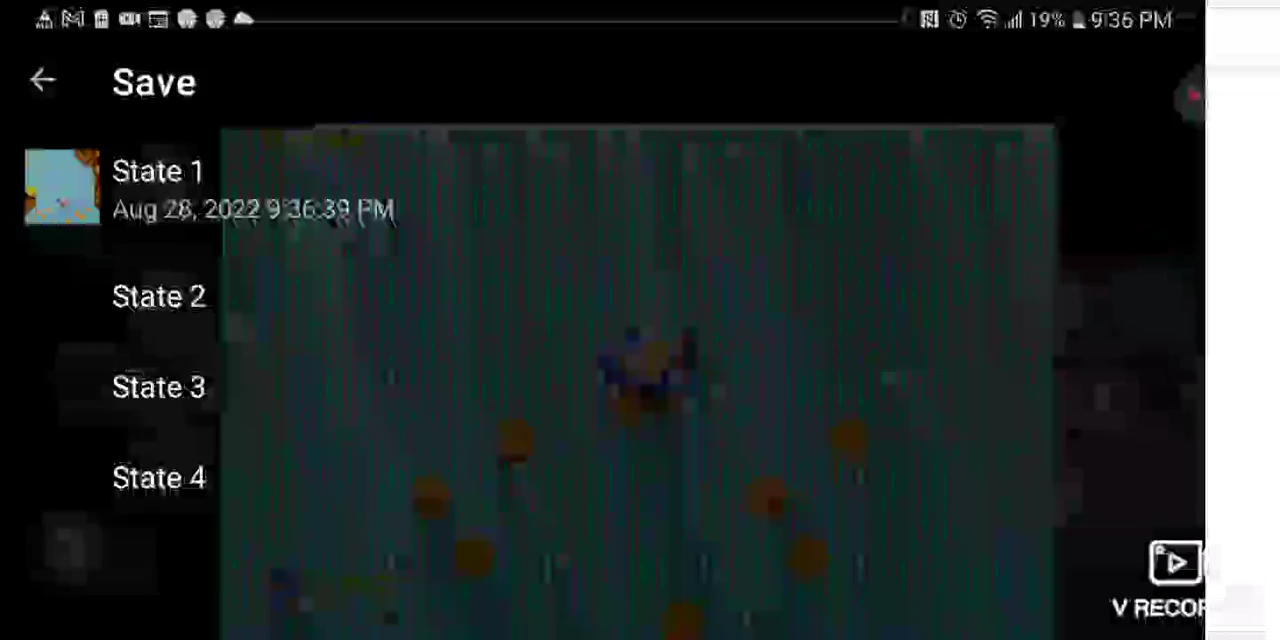 19% 9:36 PM
Save
State 1
Aug 28, 2022 9:36:39 PM
State 2
State 3
State 4
V RECOR